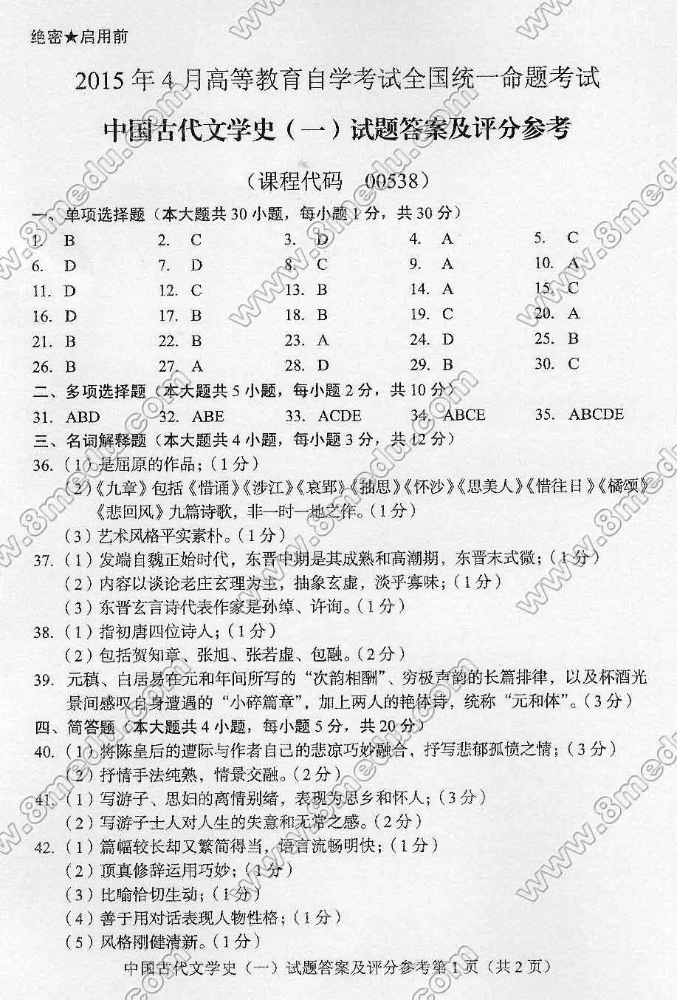 绝密★启用前
2015 年 4 月高等教育自学考试全国统一命题考试
中国古代文学史(一)试题答案及评分参考
(课程代码 00538)
一、单项选择题(本大题共 30 小题,每小题 1 分,共 30 分)
1. B 2. C 3. D 4. A 5. C
6. D 7. D 8. C 9. A 10. A
11. D 12. C 13. B 14. A 15. C
16. D 17. B 18. B 19. C 20. A
21. B 22. B 23. A 24. D 25. B
26. B 27. A 28. D 29. B 30. C
二、多项选择题(本大题共 5 小题,每小题 2 分,共 10 分)
31. ABD 32. ABE 33. ACDE 34. ABCE 35. ABCDE
三、名词解释题(本大题共 4 小题,每小题 3 分,共 12 分)
36. (1)是屈原的作品;(1 分)
(2)《九章》包括《惜诵》《涉江》《哀郢》《抽思》《怀沙》《思美人》《惜往日》《橘颂》
《悲回风》九篇诗歌,非一时一地之作。(1 分)
(3)艺术风格平实素朴。(1 分)
37. (1)发端自魏正始时代,东晋中期是其成熟和高潮期,东晋末式微;(1 分)
(2)内容以谈论老庄玄理为主,抽象玄虚,淡乎寡味;(1 分)
(3)东晋玄言诗代表作家是孙绰、许询。(1 分)
38. (1)指初唐四位诗人;(1 分)
(2)包括贺知章、张旭、张若虚、包融。(2 分)
39. 元稹、白居易在元和年间所写的“次韵相酬”、穷极声韵的长篇排律,以及杯酒光
景间感叹自身遭遇的“小碎篇章”,加上两人的艳体诗,统称“元和体”。(3 分)
四、简答题(本大题共 4 小题,每小题 5 分,共 20 分)
40. (1)将陈皇后的遭际与作者自己的悲凉巧妙融合,抒写悲郁孤愤之情;(3 分)
(2)抒情手法纯熟,情景交融。(2 分)
41. (1)写游子、思妇的离情别绪,表现为思乡和怀人;(3 分)
(2)写游子士人对人生的失意和无常之感。(2 分)
42. (1)篇幅较长却又繁简得当,语言流畅明快;(1 分)
(2)顶真修辞运用巧妙;(1 分)
(3)比喻恰切生动;(1 分)
(4)善于用对话表现人物性格;(1 分)
(5)风格刚健清新。(1 分)
中国古代文学史(一)试题答案及评分参考第 1 页(共 2 页)
www.8medu.com